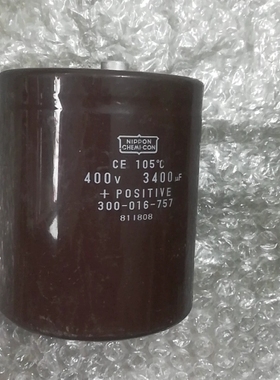 NIPPON
CHEMI-CON
CE 105℃
400v 3400uF
+ POSITIVE
300-016-757
811808